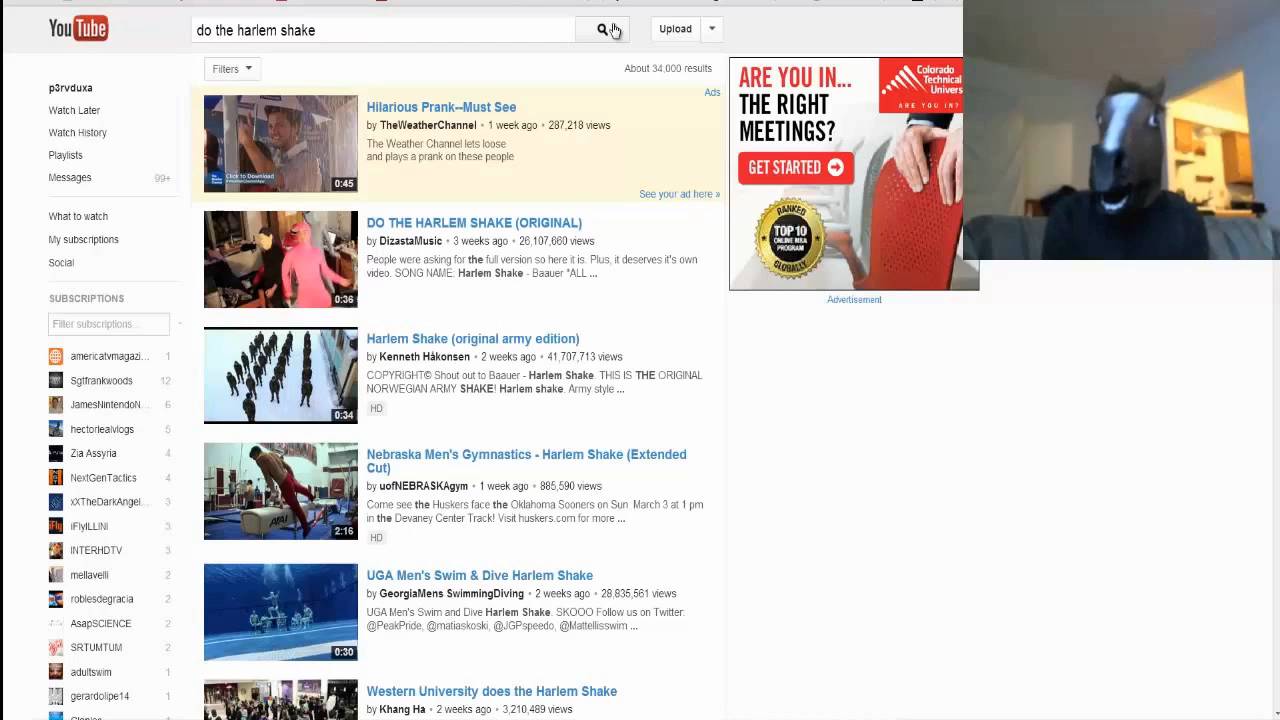 YouTube
do the harlem shake
Upload
Filters
About 34,000 results
p3rvduxa
Watch Later
Watch History
Playlists
Messages 99+
What to watch
My subscriptions
Social
SUBSCRIPTIONS
Filter subscriptions...
americatvmagazi... 1
Sgtfrankwoods 12
JamesNintendoN... 6
hectorlealvlogs 5
Zia Assyria 4
NextGenTactics 4
xXTheDarkAngel... 3
iFlyILLINI 3
INTERHDTV 3
mellavelli 2
roblesdegracia 2
AsapSCIENCE 2
SRTUMTUM 2
adultswim 1
gerardolipe14 1
Ads
Hilarious Prank--Must See
by TheWeatherChannel • 1 week ago • 287,218 views
The Weather Channel lets loose
and plays a prank on these people
Click to Download
0:45
See your ad here »
DO THE HARLEM SHAKE (ORIGINAL)
by DizastaMusic • 3 weeks ago • 26,107,660 views
People were asking for the full version so here it is. Plus, it deserves it's own
video. SONG NAME: Harlem Shake - Baauer "ALL ...
0:36
Harlem Shake (original army edition)
by Kenneth Håkonsen • 2 weeks ago • 41,707,713 views
COPYRIGHT© Shout out to Baauer - Harlem Shake. THIS IS THE ORIGINAL
NORWEGIAN ARMY SHAKE! Harlem shake. Army style ...
HD
0:34
Nebraska Men's Gymnastics - Harlem Shake (Extended
Cut)
by uofNEBRASKAgym • 1 week ago • 885,590 views
Come see the Huskers face the Oklahoma Sooners on Sun. March 3 at 1 pm
in the Devaney Center Track! Visit huskers.com for more ...
HD
2:16
UGA Men's Swim & Dive Harlem Shake
by GeorgiaMens SwimmingDiving • 2 weeks ago • 28,835,561 views
UGA Men's Swim and Dive Harlem Shake. SKOOO Follow us on Twitter:
@PeakPride, @matiaskoski, @JGPspeedo, @Mattellisswim ...
0:30
Western University does the Harlem Shake
by Khang Ha • 2 weeks ago • 3,210,489 views
ARE YOU IN...
THE RIGHT
MEETINGS?
GET STARTED
Colorado
Technical
Univers
ARE YOU IN?
RANKED
TOP 10
ONLINE MBA
PROGRAM
GLOBALLY
Advertisement